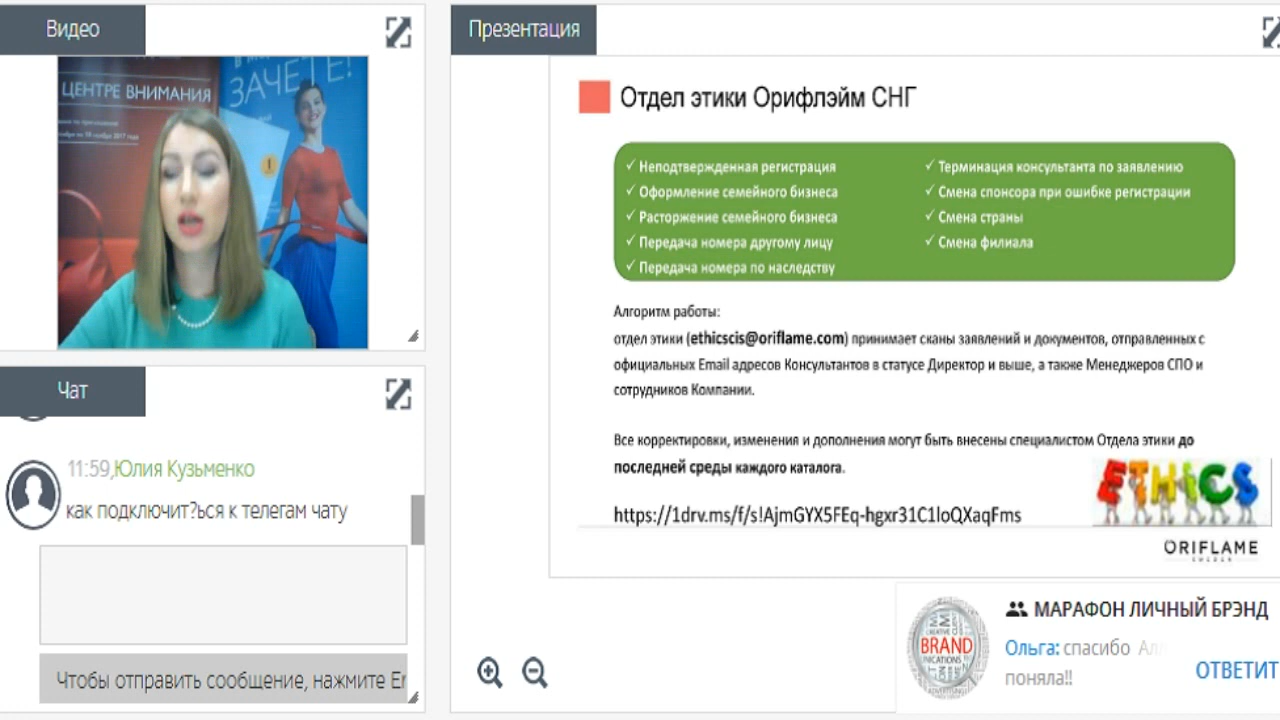 Видео
ЦЕНТРЕ ВНИМАНИЯ
ЗАЧЕТЕ!
Чат
11:59,Юлия Кузьменко
как подключит?ься к телегам чату
Чтобы отправить сообщение, нажмите Er
Презентация
Отдел этики Орифлэйм СНГ
✓ Неподтвержденная регистрация
✓ Оформление семейного бизнеса
✓ Расторжение семейного бизнеса
✓ Передача номера другому лицу
✓ Передача номера по наследству
✓ Терминация консультанта по заявлению
✓ Смена спонсора при ошибке регистрации
✓ Смена страны
✓ Смена филиала
Алгоритм работы:
отдел этики (ethicscis@oriflame.com) принимает сканы заявлений и документов, отправленных с
официальных Email адресов Консультантов в статусе Директор и выше, а также Менеджеров СПО и
сотрудников Компании.
Все корректировки, изменения и дополнения могут быть внесены специалистом Отдела этики до
последней среды каждого каталога.
https://1drv.ms/f/s!AjmGYX5FEq-hgxr31C1loQXaqFms
ETHICS
ORIFLAME
SWEDEN
BRAND
МАРАФОН ЛИЧНЫЙ БРЭНД
Ольга: спасибо Ал
поняла!!
ОТВЕТИТ